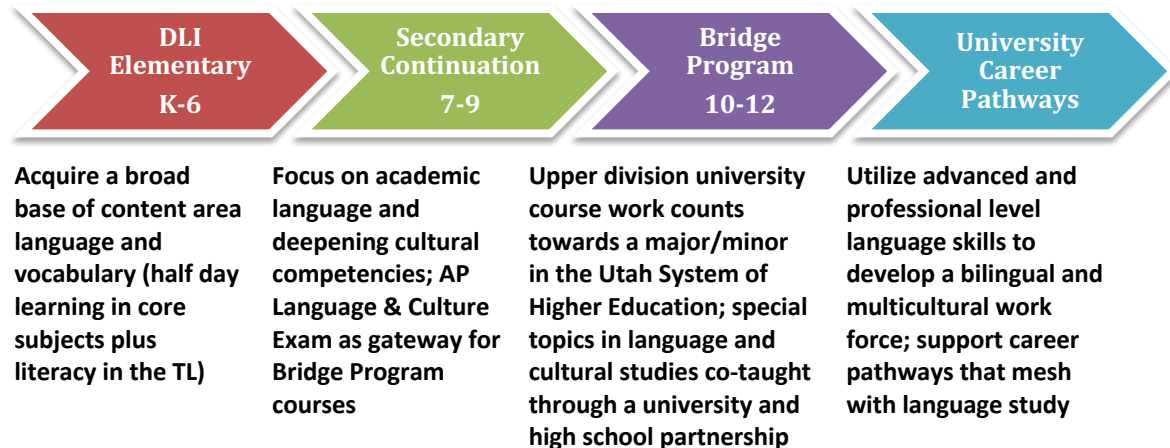 DLI
Elementary
K-6
Secondary
Continuation
7-9
Bridge
Program
10-12
University
Career
Pathways
Acquire a broad
base of content area
language and
vocabulary (half day
learning in core
subjects plus
literacy in the TL)
Focus on academic
language and
deepening cultural
competencies; AP
Language & Culture
Exam as gateway for
Bridge Program
courses
Upper division university
course work counts
towards a major/minor
in the Utah System of
Higher Education; special
topics in language and
cultural studies co-taught
through a university and
high school partnership
Utilize advanced and
professional level
language skills to
develop a bilingual and
multicultural work
force; support career
pathways that mesh
with language study